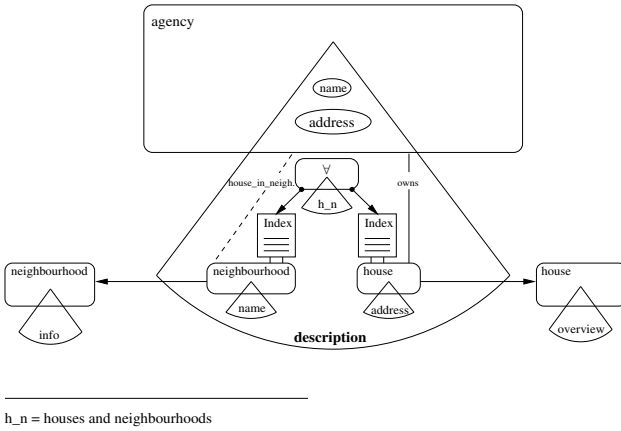 agency
name
address
∀
house_in_neigh.
owns
h_n
Index
Index
neighbourhood
neighbourhood
house
house
name
address
info
overview
description
h_n = houses and neighbourhoods